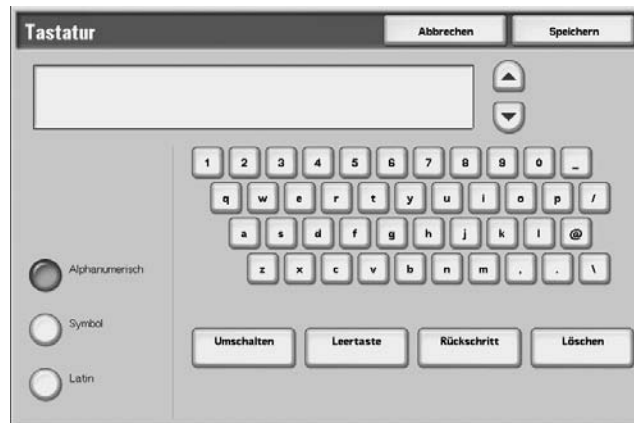 Tastatur Abbrechen Speichern
1 2 3 4 5 6 7 8 9 0 _
q w e r t y u i o p /
a s d f g h j k l @
z x c v b n m , . \
Alphanumerisch
Symbol
Latin
Umschalten Leertaste Rückschritt Löschen